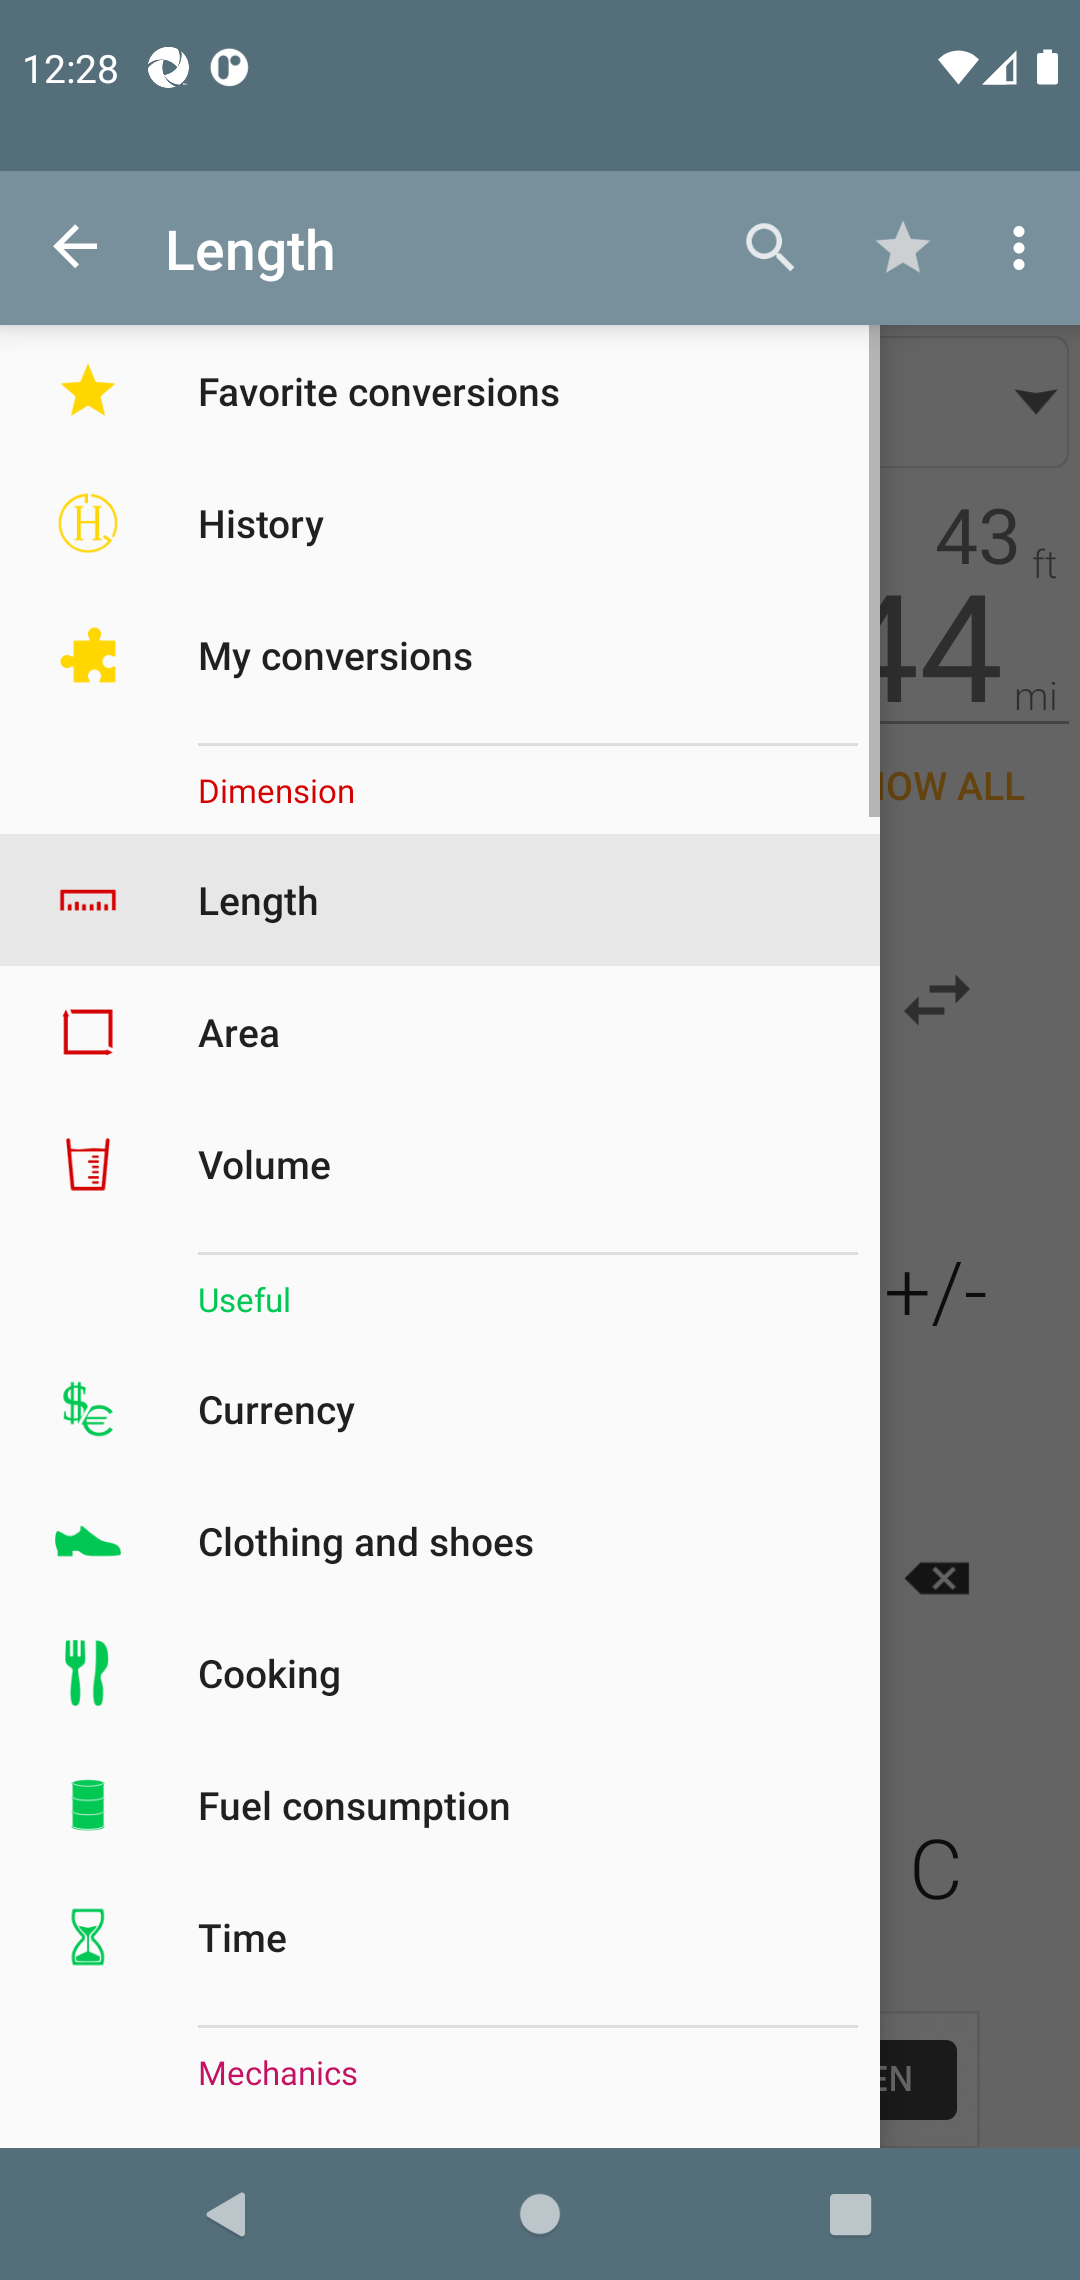 12:28
Length
Favorite conversions
History
My conversions
43 ft
44 mi
Dimension
HOW ALL
Length
Area
Volume
+/-
Useful
Currency
Clothing and shoes
Cooking
Fuel consumption
C
Time
EN
Mechanics